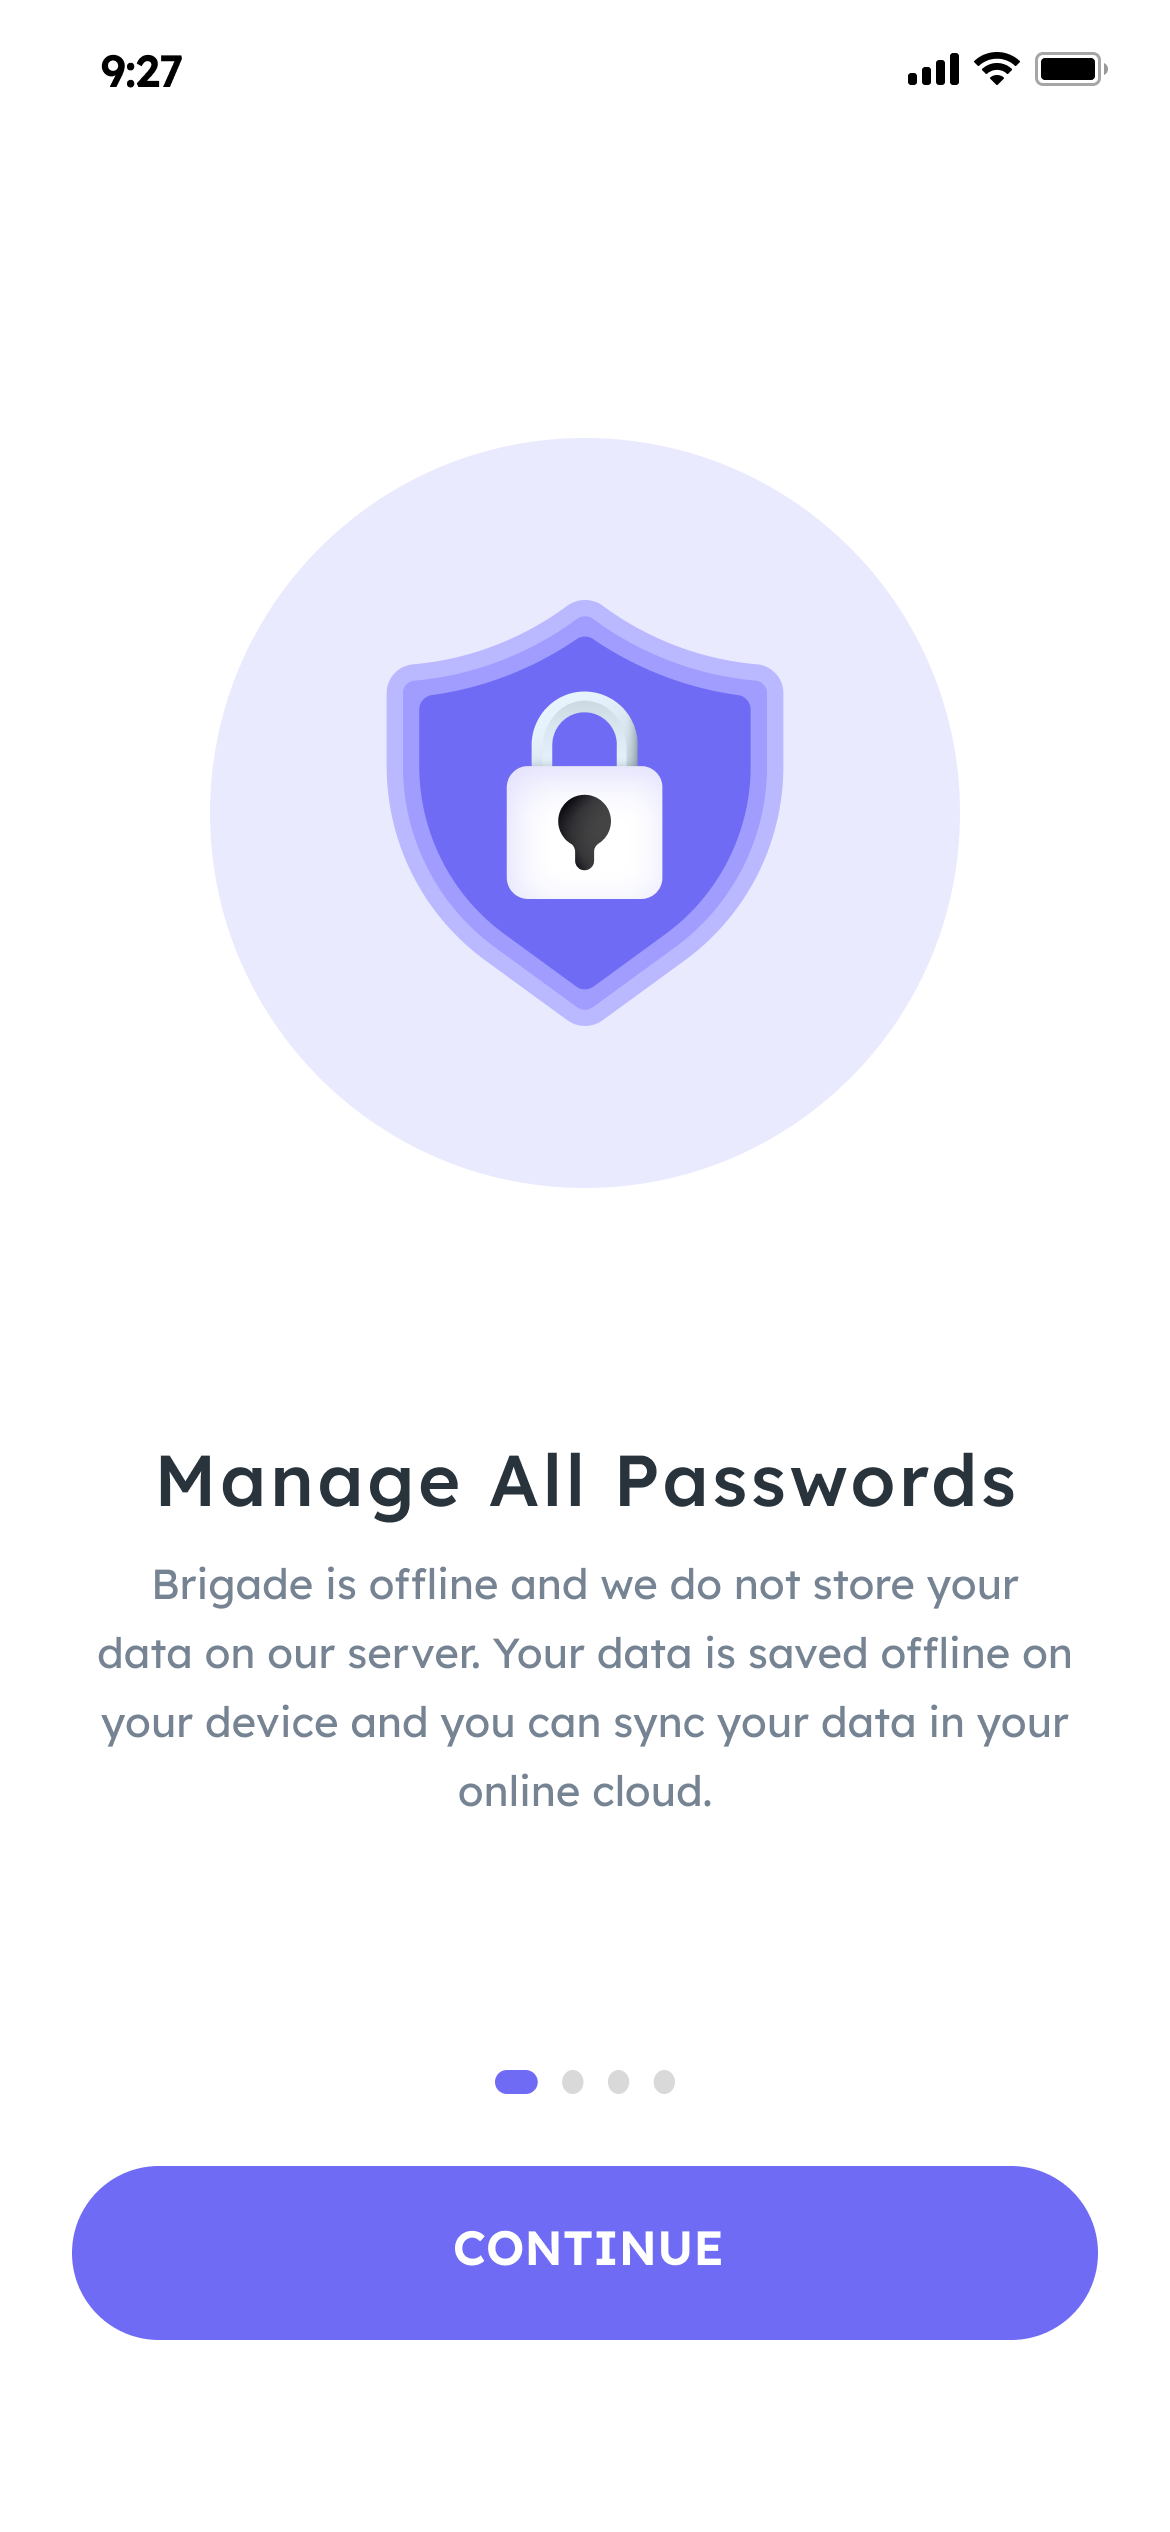 9:27
Manage All Passwords
Brigade is offline and we do not store your
data on our server. Your data is saved offline on
your device and you can sync your data in your
online cloud.
CONTINUE